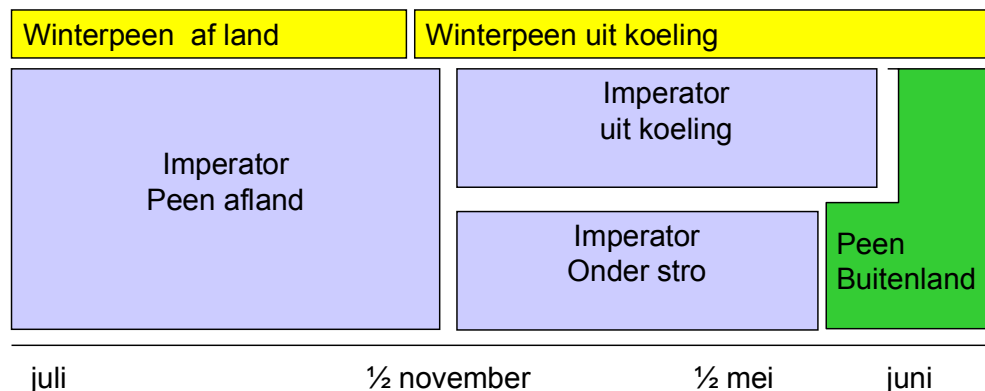 Winterpeen af land
Winterpeen uit koeling
Imperator
Peen afland
Imperator
uit koeling
Imperator
Onder stro
Peen
Buitenland
juli
½ november
½ mei
juni